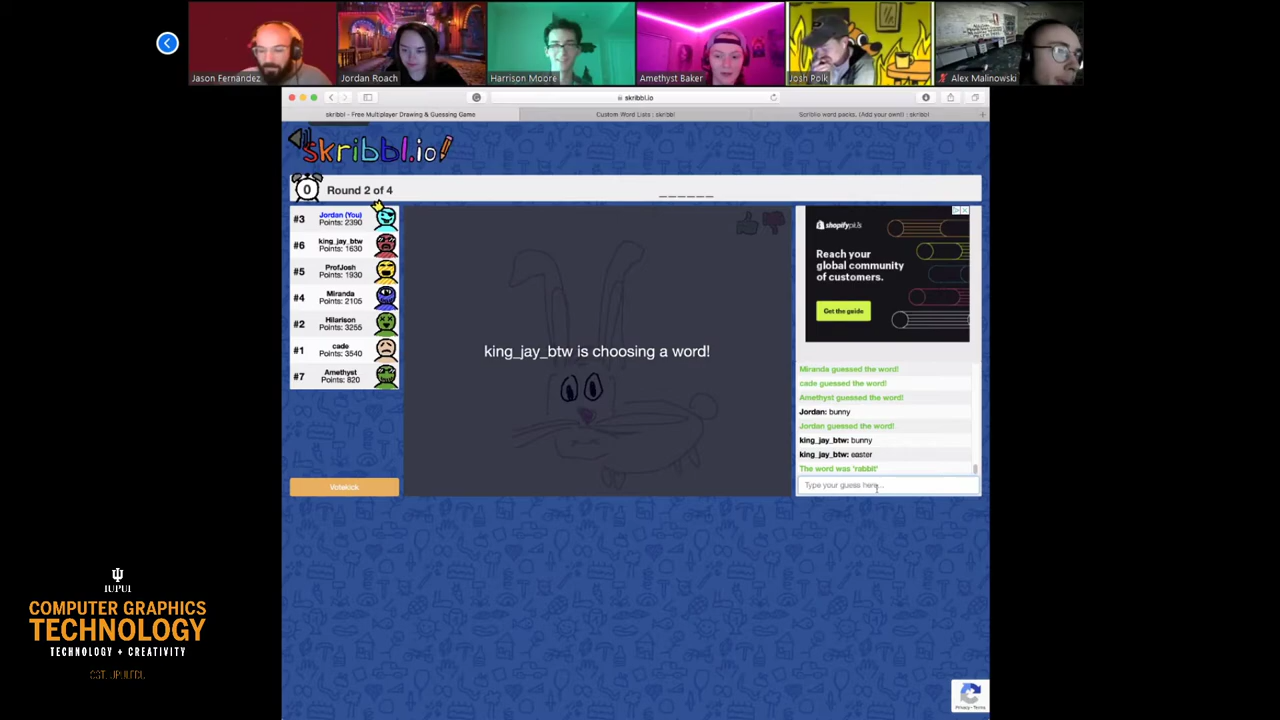 Jason Fernandez
Jordan Roach
Harrison Moore
Amethyst Baker
Josh Polk
Alex Malinowski
skribbl.io
skribbl - Free Multiplayer Drawing & Guessing Game
Custom Word Lists : skribbl
Scriblio word packs. (Add your own!) : skribbl
skribbl.io
0
Round 2 of 4
_ _ _ _ _ _
#3
Jordan (You)
Points: 2390
#6
king_jay_btw
Points: 1630
#5
ProfJosh
Points: 1930
#4
Miranda
Points: 2105
#2
Hilarison
Points: 3255
#1
cade
Points: 3540
#7
Amethyst
Points: 820
Votekick
king_jay_btw is choosing a word!
shopifyplus
Reach your
global community
of customers.
Get the guide
Miranda guessed the word!
cade guessed the word!
Amethyst guessed the word!
Jordan: bunny
Jordan guessed the word!
king_jay_btw: bunny
king_jay_btw: easter
The word was 'rabbit'
Type your guess here...
IUPUI
COMPUTER GRAPHICS
TECHNOLOGY
TECHNOLOGY + CREATIVITY
Privacy - Terms